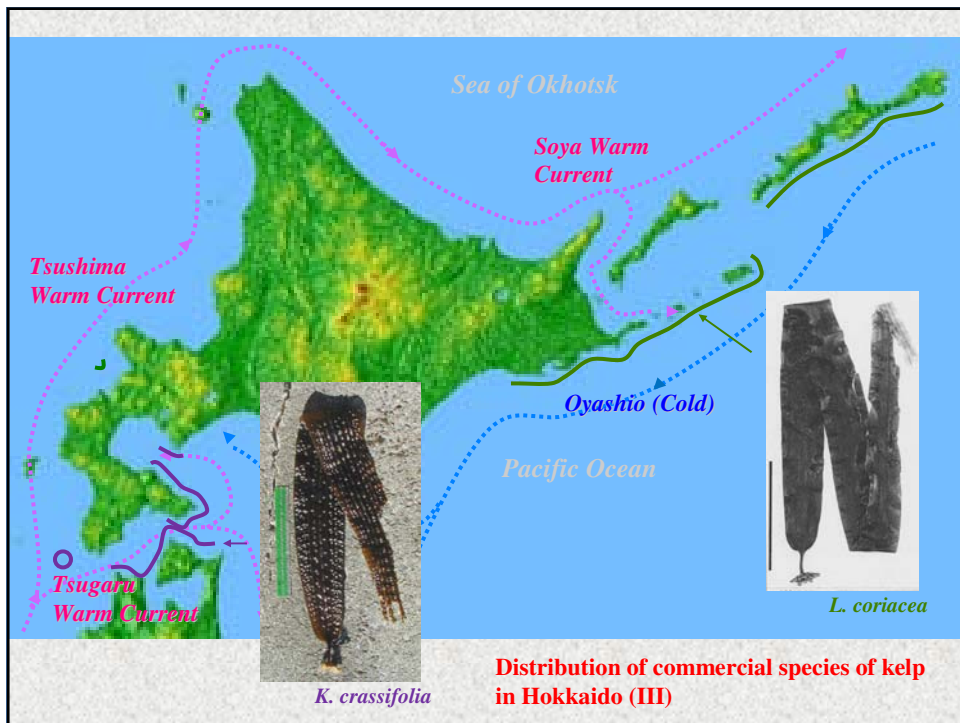 Sea of Okhotsk
Soya Warm
Current
Tsushima
Warm Current
Oyashio (Cold)
Pacific Ocean
Tsugaru
Warm Current
L. coriacea
K. crassifolia
Distribution of commercial species of kelp
in Hokkaido (III)